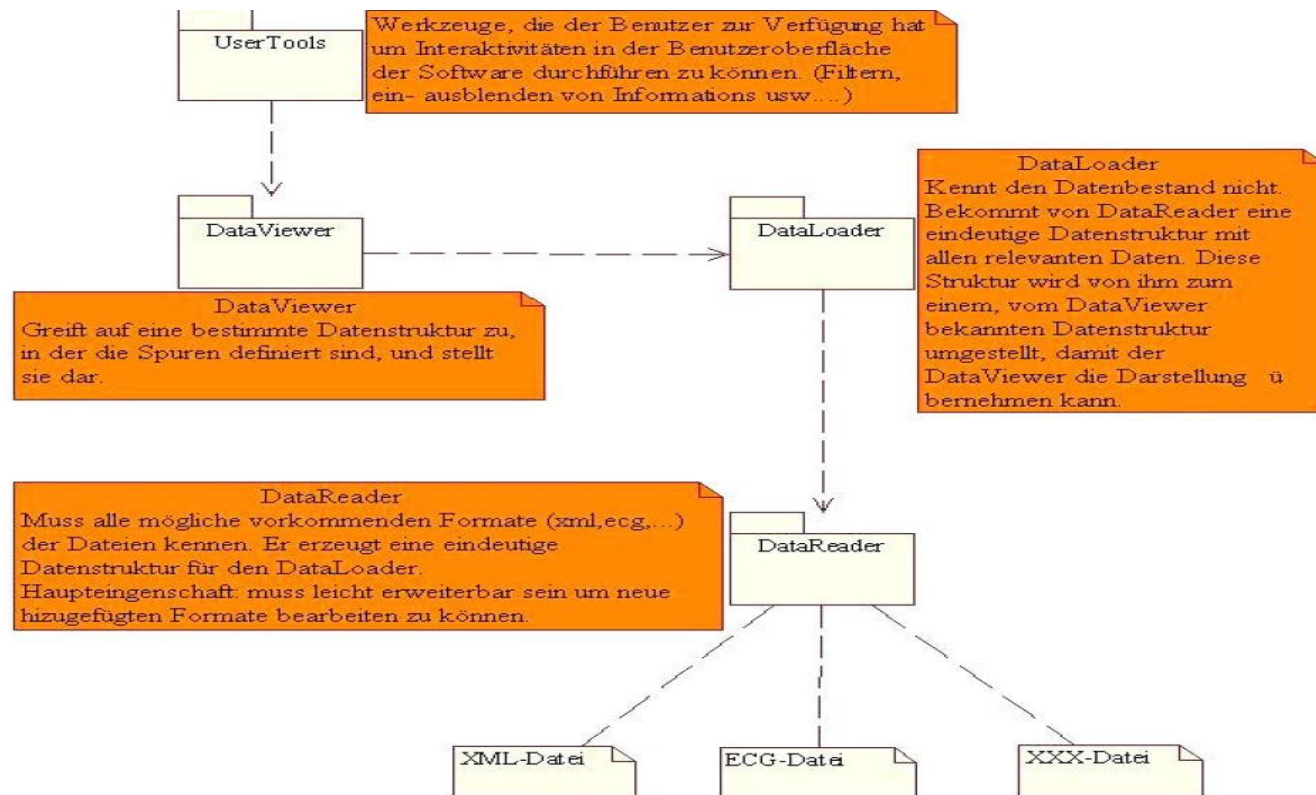 UserTools
Werkzeuge, die der Benutzer zur Verfügung hat
um Interaktivitäten in der Benutzeroberfläche
der Software durchführen zu können. (Filtern,
ein- ausblenden von Informations usw....)
DataViewer
DataLoader
DataLoader
Kennt den Datenbestand nicht.
Bekommt von DataReader eine
eindeutige Datenstruktur mit
allen relevanten Daten. Diese
Struktur wird von ihm zum
einem, vom DataViewer
bekannten Datenstruktur
umgestellt, damit der
DataViewer die Darstellung ü
bernehmen kann.
DataViewer
Greift auf eine bestimmte Datenstruktur zu,
in der die Spuren definiert sind, und stellt
sie dar.
DataReader
Muss alle mögliche vorkommenden Formate (xml,ecg,...)
der Dateien kennen. Er erzeugt eine eindeutige
Datenstruktur für den DataLoader.
Haupteingenschaft: muss leicht erweiterbar sein um neue
hizugefügten Formate bearbeiten zu können.
DataReader
XML-Datei
ECG-Datei
XXX-Datei